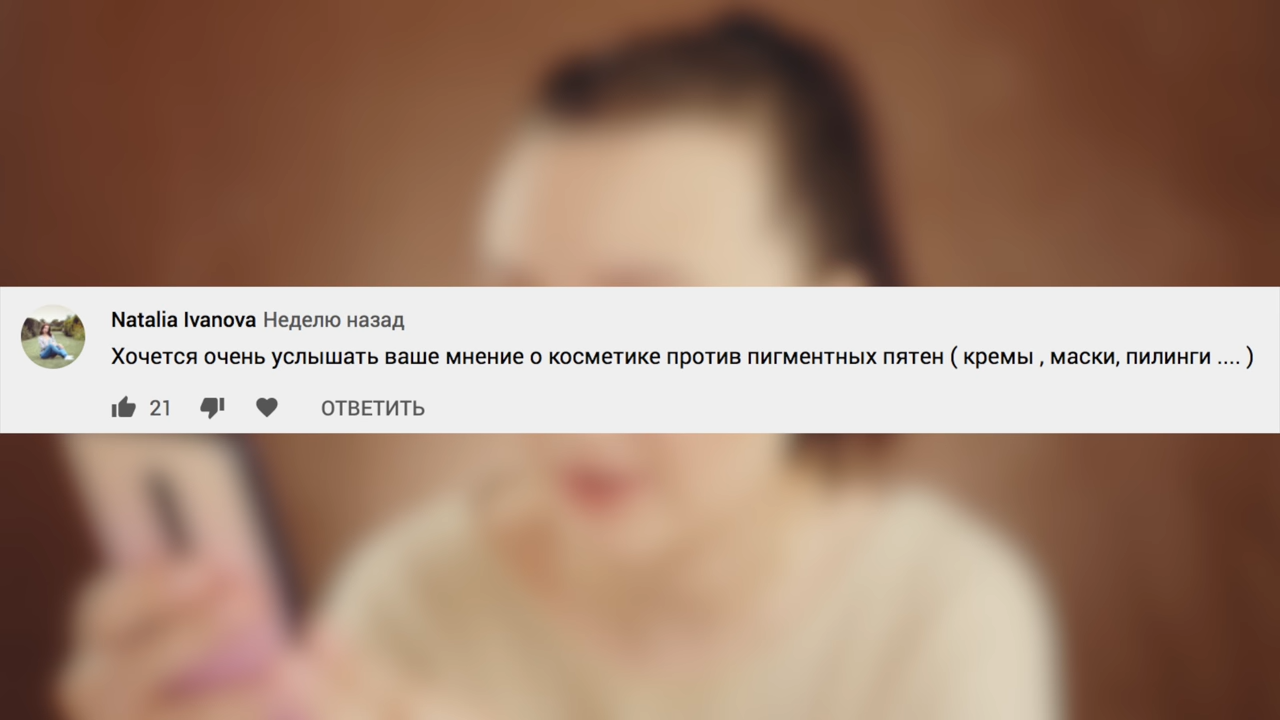 Natalia Ivanova Неделю назад
Хочется очень услышать ваше мнение о косметике против пигментных пятен ( кремы , маски, пилинги .... )
21 ОТВЕТИТЬ